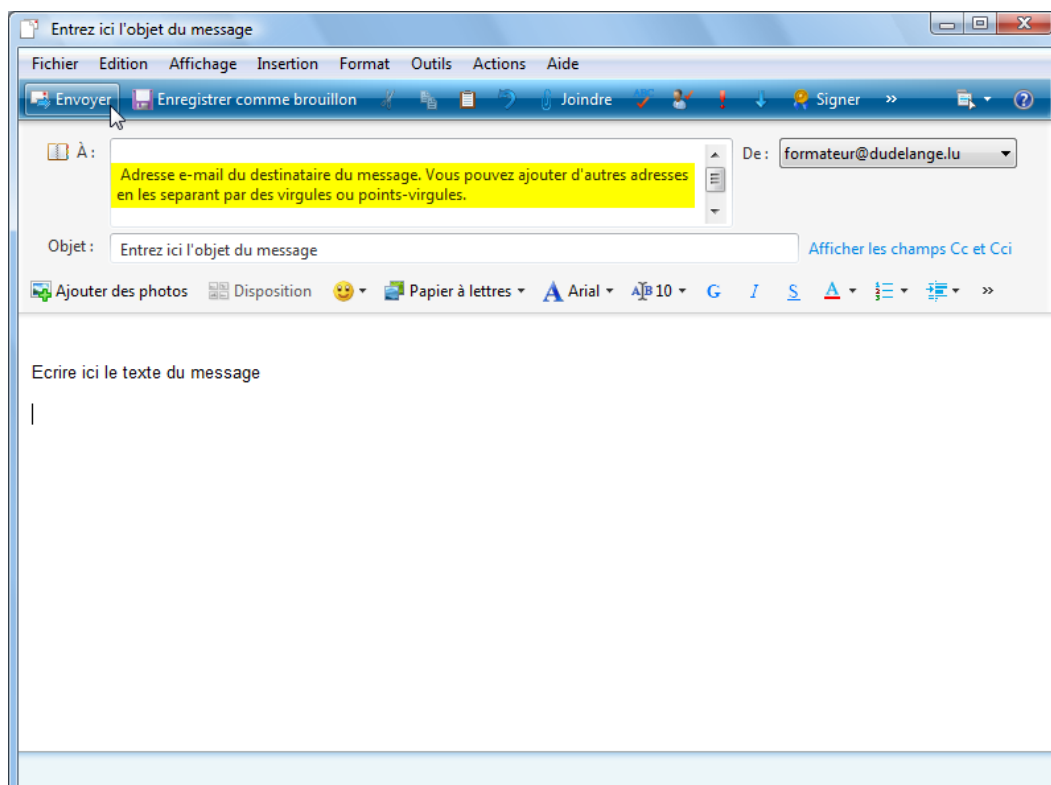 Entrez ici l'objet du message
Fichier Edition Affichage Insertion Format Outils Actions Aide
Envoyer Enregistrer comme brouillon Joindre ABC Signer »
À : De : formateur@dudelange.lu
Adresse e-mail du destinataire du message. Vous pouvez ajouter d'autres adresses
en les separant par des virgules ou points-virgules.
Objet : Entrez ici l'objet du message Afficher les champs Cc et Cci
Ajouter des photos Disposition Papier à lettres A Arial AB 10 G I S A »
Ecrire ici le texte du message